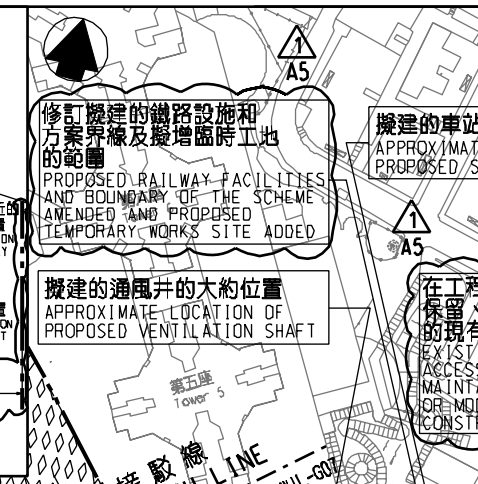 1
A5
修訂擬建的鐵路設施和
方案界線及擬增臨時工地
的範圍
PROPOSED RAILWAY FACILITIES
AND BOUNDARY OF THE SCHEME
AMENDED AND PROPOSED
TEMPORARY WORKS SITE ADDED
擬建的車站
APPROXIMAT
PROPOSED S
1
A5
擬建的通風井的大約位置
APPROXIMATE LOCATION OF
PROPOSED VENTILATION SHAFT
在工程
保留
的現有
EXIST
ACCESS
MAINTA
OR MOD
CONSTR
第五座
Tower 5
接駁線
LINE